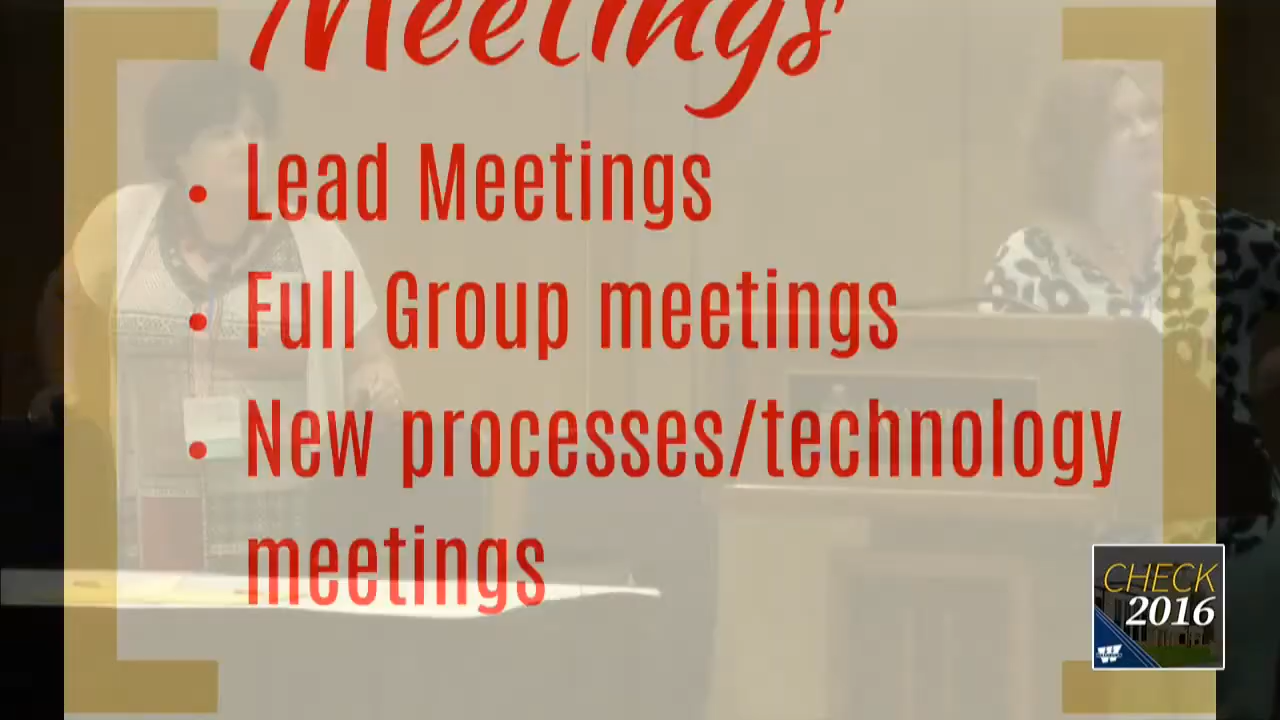 Meetings
• Lead Meetings
• Full Group meetings
• New processes/technology
meetings
CHECK
2016
W